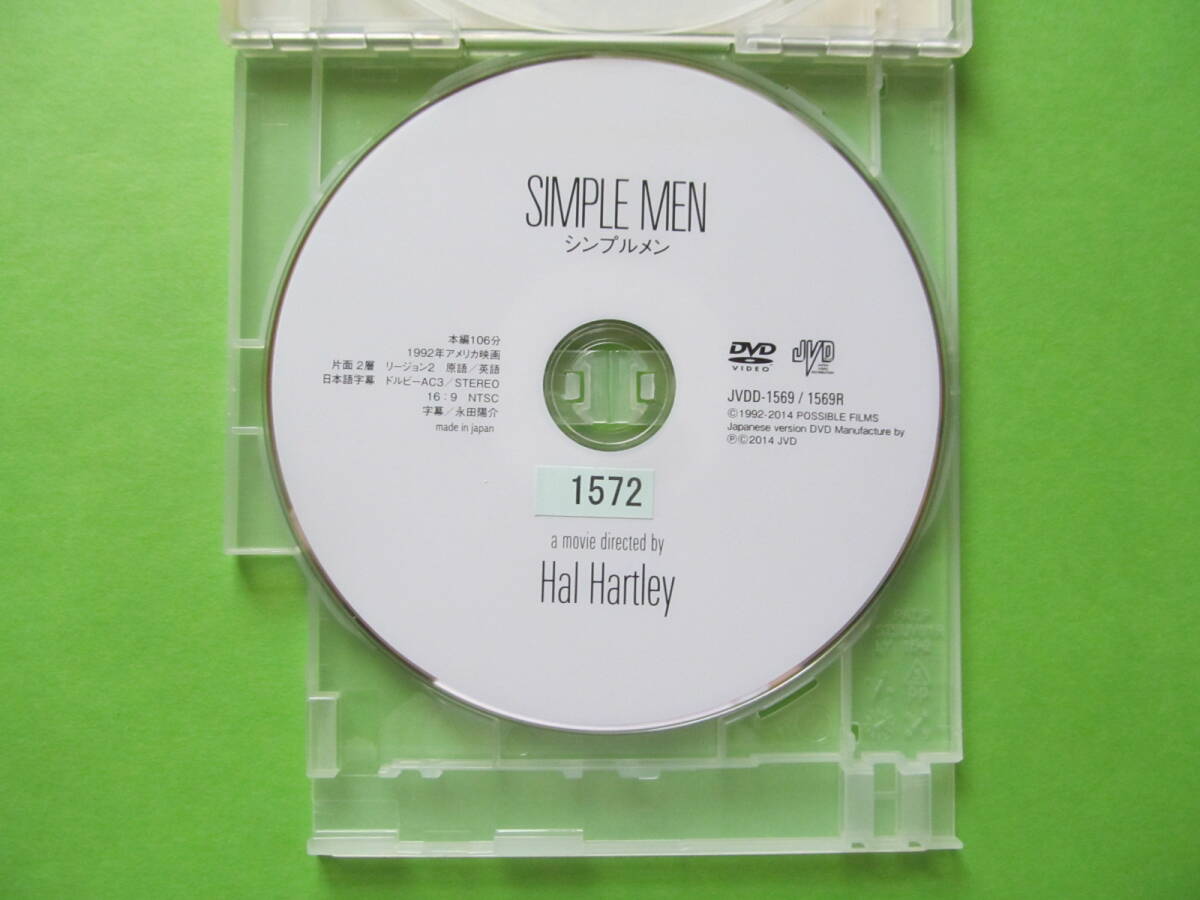 SIMPLE MEN
シンプルメン
本編106分
1992年アメリカ映画
片面2層 リージョン2 原語／英語
日本語字幕 ドルビーAC3／STEREO
16：9 NTSC
字幕／永田陽介
made in japan
DVD
VIDEO
JVD
JVDD-1569 / 1569R
©1992-2014 POSSIBLE FILMS
Japanese version DVD Manufacture by
℗©2014 JVD
1572
a movie directed by
Hal Hartley